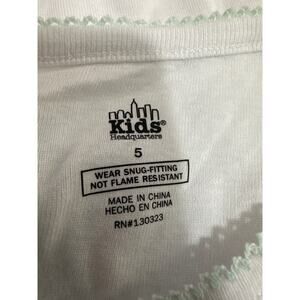 Kids®
Headquarters
5
WEAR SNUG-FITTING
NOT FLAME RESISTANT
MADE IN CHINA
HECHO EN CHINA
RN#130323